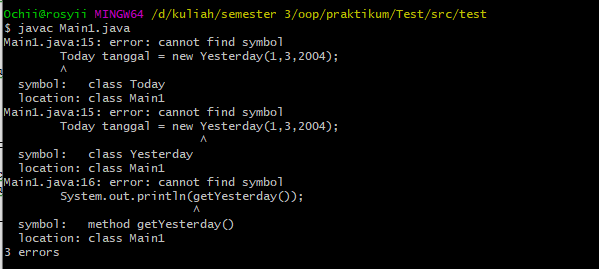 Ochii@rosyii MINGW64 /d/kuliah/semester 3/oop/praktikum/Test/src/test
$ javac Main1.java
Main1.java:15: error: cannot find symbol
        Today tanggal = new Yesterday(1,3,2004);
        ^
  symbol:   class Today
  location: class Main1
Main1.java:15: error: cannot find symbol
        Today tanggal = new Yesterday(1,3,2004);
                            ^
  symbol:   class Yesterday
  location: class Main1
Main1.java:16: error: cannot find symbol
        System.out.println(getYesterday());
                           ^
  symbol:   method getYesterday()
  location: class Main1
3 errors